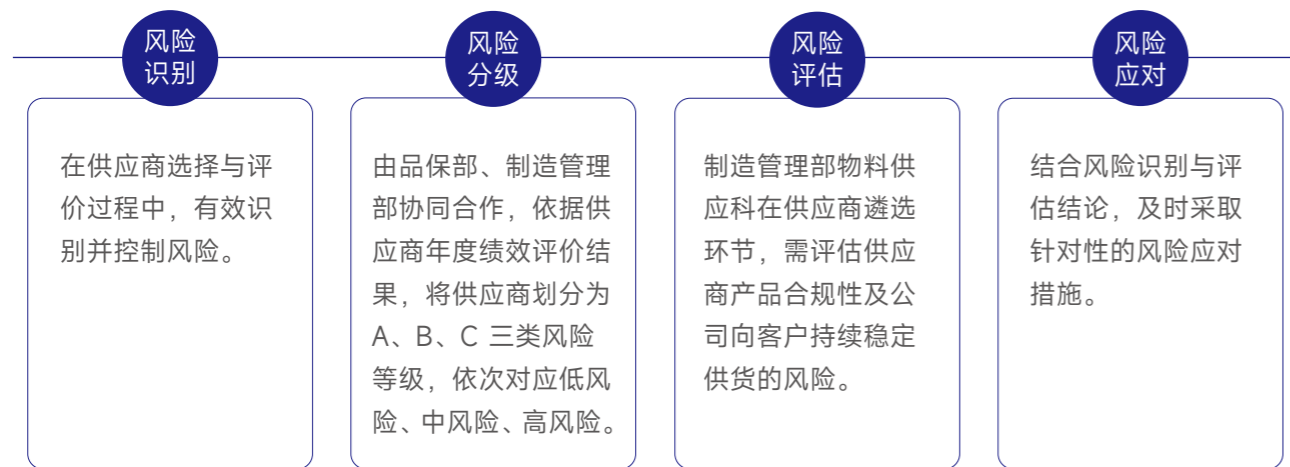 风险
识别
在供应商选择与评
价过程中，有效识
别并控制风险。
风险
分级
由品保部、制造管理
部协同合作，依据供
应商年度绩效评价结
果，将供应商划分为
A、B、C 三类风险
等级，依次对应低风
险、中风险、高风险。
风险
评估
制造管理部物料供
应科在供应商遴选
环节，需评估供应
商产品合规性及公
司向客户持续稳定
供货的风险。
风险
应对
结合风险识别与评
估结论，及时采取
针对性的风险应对
措施。